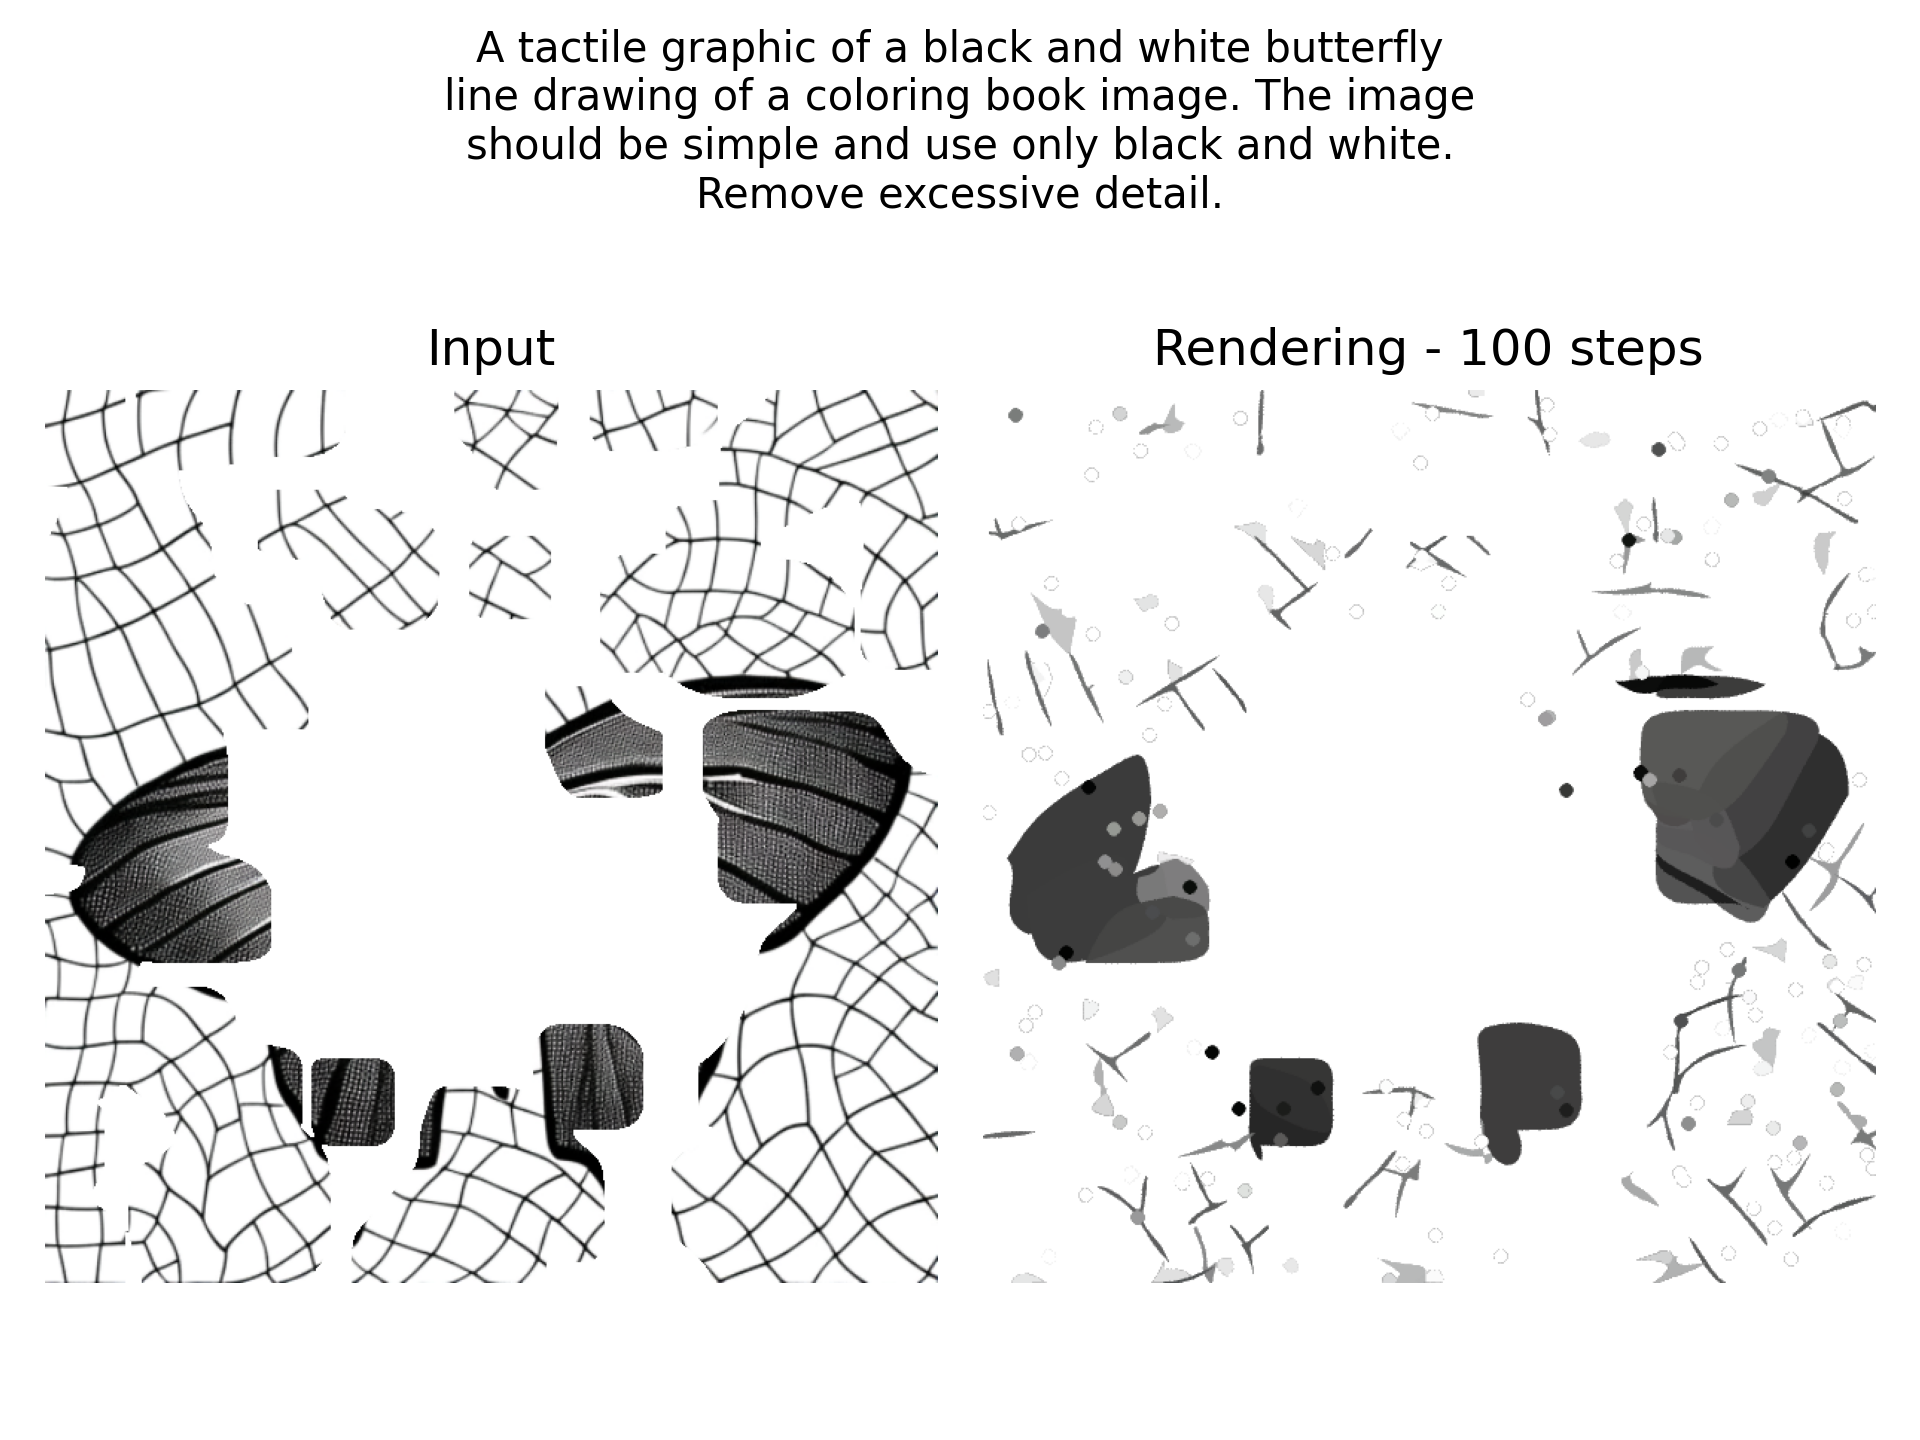 A tactile graphic of a black and white butterfly
line drawing of a coloring book image. The image
should be simple and use only black and white.
Remove excessive detail.
Input
Rendering - 100 steps